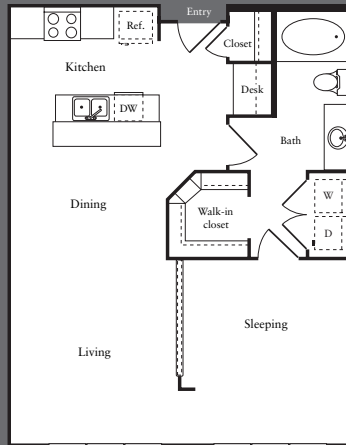 Entry
Ref.
Closet
Kitchen
Desk
DW
Bath
W
Dining
Walk-in
closet
D
Sleeping
Living